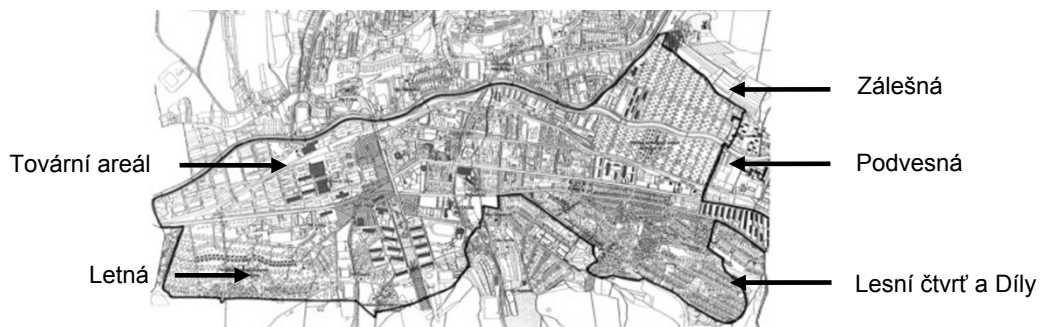 Zálešná
Tovární areál
Podvesná
Letná
Lesní čtvrť a Díly